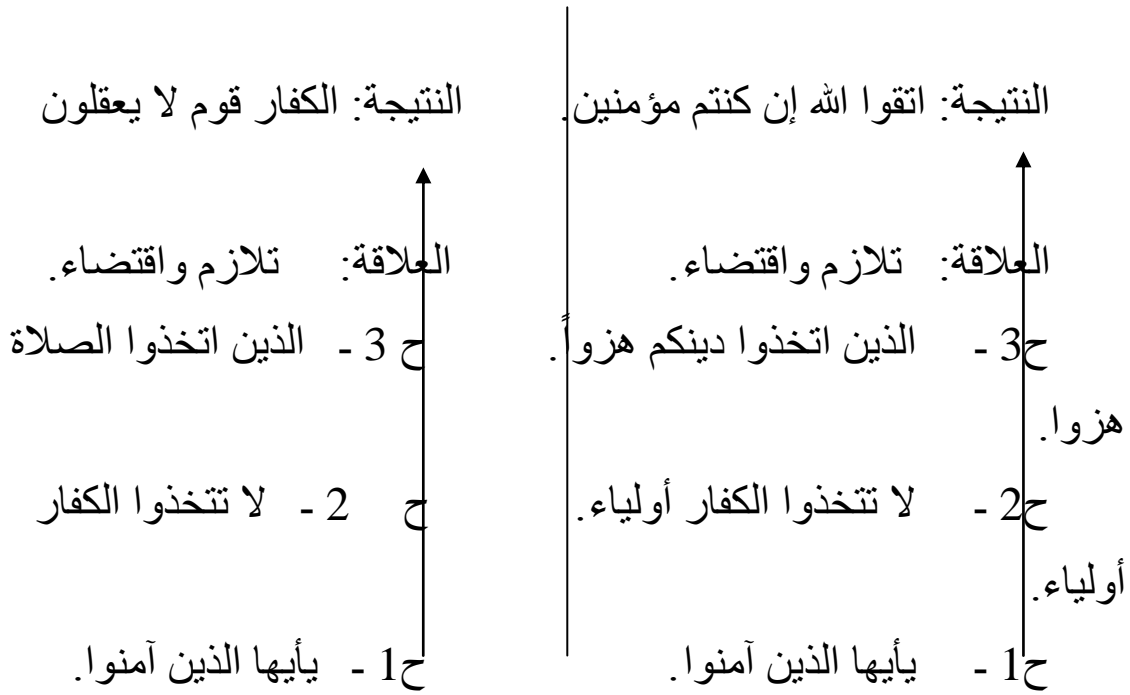 النتيجة: اتقوا الله إن كنتم مؤمنين. النتيجة: الكفار قوم لا يعقلون
العلاقة: تلازم واقتضاء. العلاقة: تلازم واقتضاء.
ح3 - الذين اتخذوا دينكم هزواً. ح 3 - الذين اتخذوا الصلاة
هزوا.
ح2 - لا تتخذوا الكفار أولياء. ح 2 - لا تتخذوا الكفار
أولياء.
ح1 - يأيها الذين آمنوا. ح1 - يأيها الذين آمنوا.